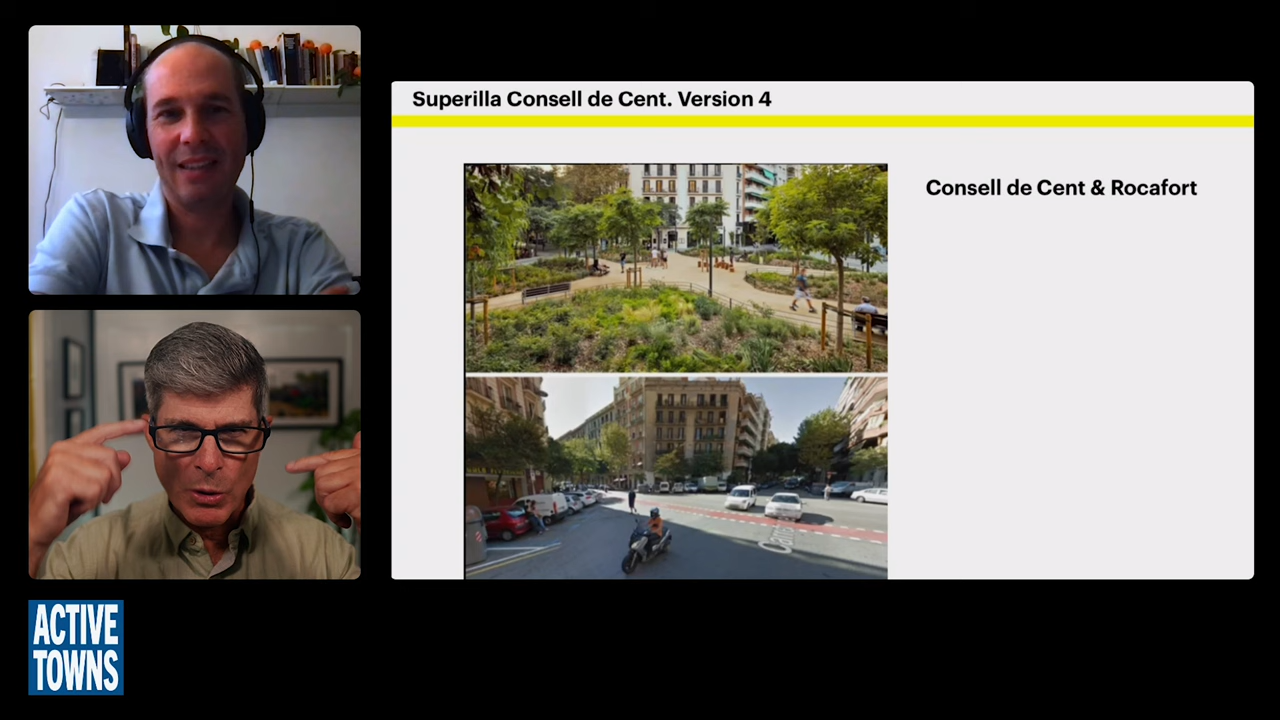 Superilla Consell de Cent. Version 4
Consell de Cent & Rocafort
ACTIVE
TOWNS